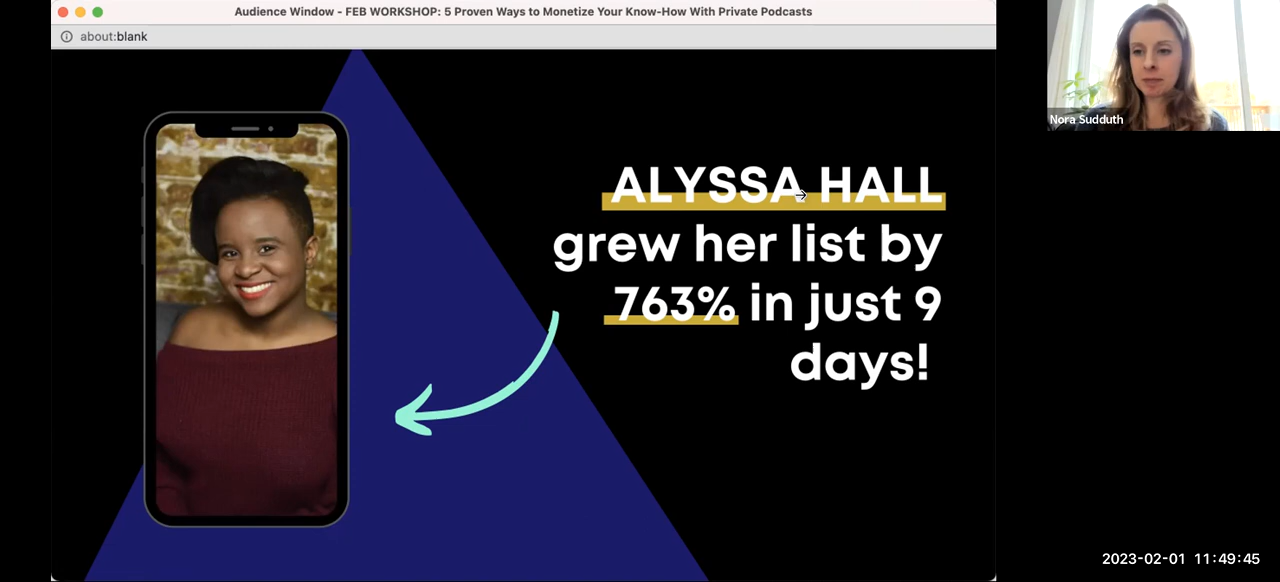 Audience Window - FEB WORKSHOP: 5 Proven Ways to Monetize Your Know-How With Private Podcasts
about:blank
ALYSSA HALL
grew her list by
763% in just 9
days!
Nora Sudduth
2023-02-01 11:49:45